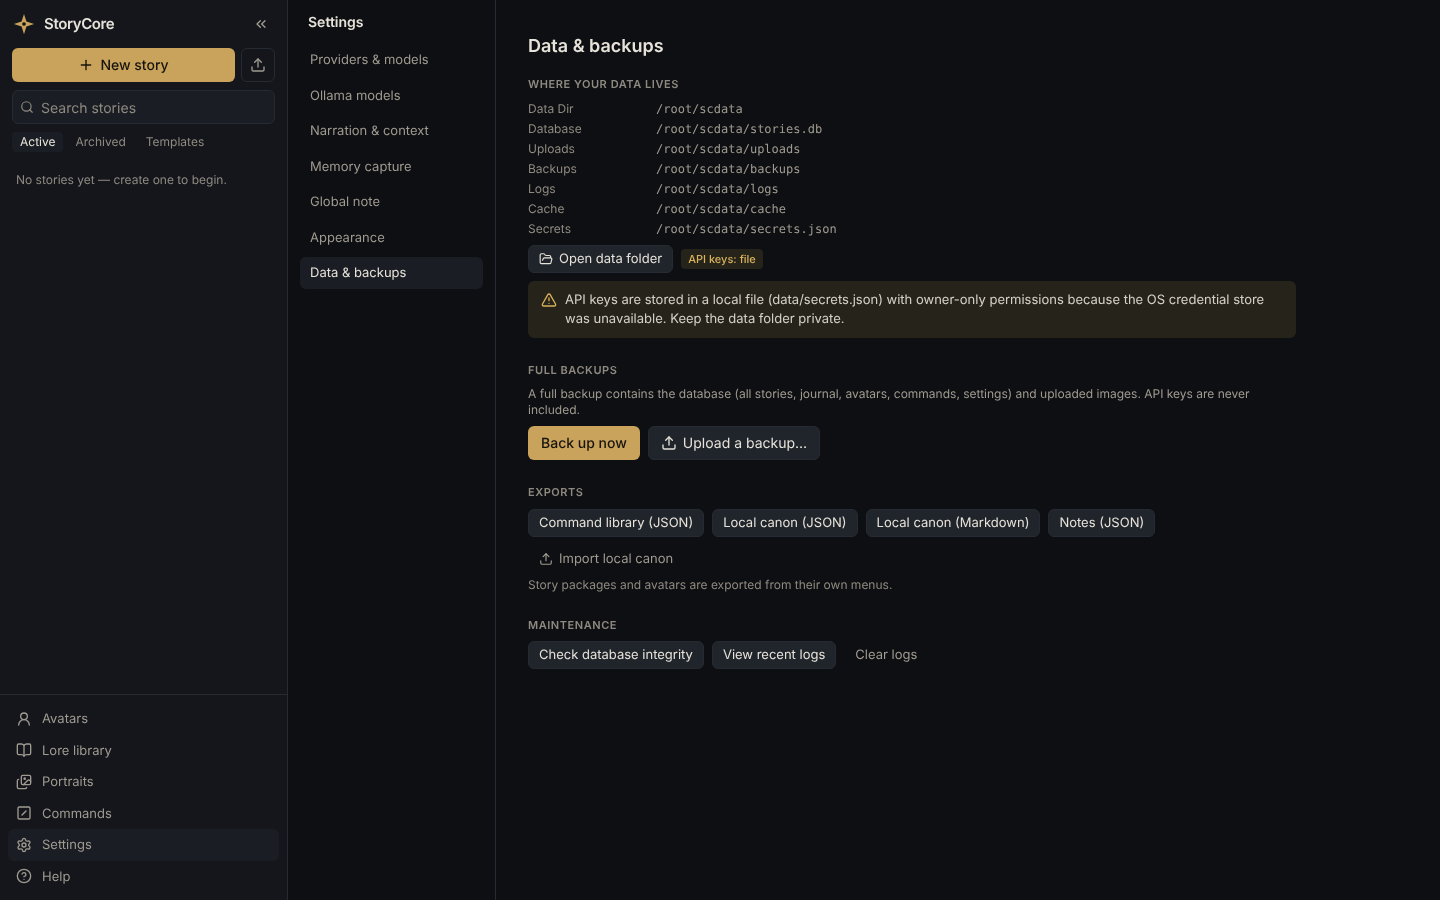 StoryCore
New story
Search stories
Active
Archived
Templates
No stories yet — create one to begin.
Avatars
Lore library
Portraits
Commands
Settings
Help
Settings
Providers & models
Ollama models
Narration & context
Memory capture
Global note
Appearance
Data & backups
Data & backups
WHERE YOUR DATA LIVES
Data Dir /root/scdata
Database /root/scdata/stories.db
Uploads /root/scdata/uploads
Backups /root/scdata/backups
Logs /root/scdata/logs
Cache /root/scdata/cache
Secrets /root/scdata/secrets.json
Open data folder
API keys: file
API keys are stored in a local file (data/secrets.json) with owner-only permissions because the OS credential store
was unavailable. Keep the data folder private.
FULL BACKUPS
A full backup contains the database (all stories, journal, avatars, commands, settings) and uploaded images. API keys are never
included.
Back up now
Upload a backup...
EXPORTS
Command library (JSON)
Local canon (JSON)
Local canon (Markdown)
Notes (JSON)
Import local canon
Story packages and avatars are exported from their own menus.
MAINTENANCE
Check database integrity
View recent logs
Clear logs